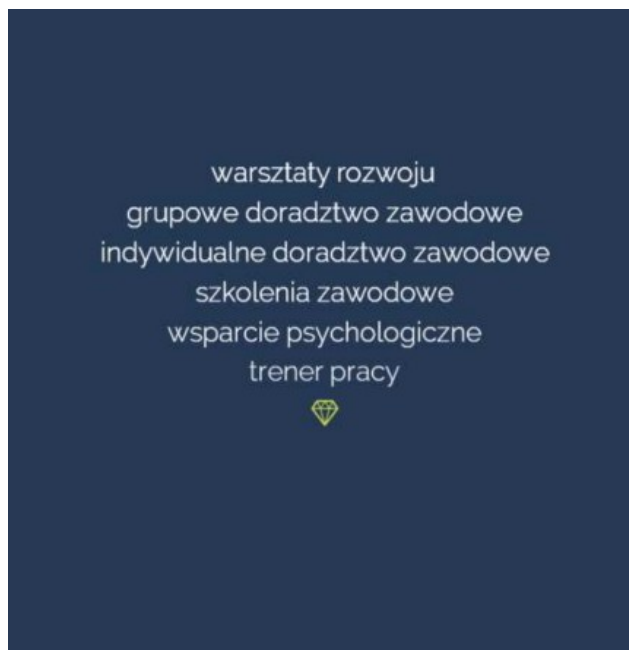 warsztaty rozwoju
grupowe doradztwo zawodowe
indywidualne doradztwo zawodowe
szkolenia zawodowe
wsparcie psychologiczne
trener pracy